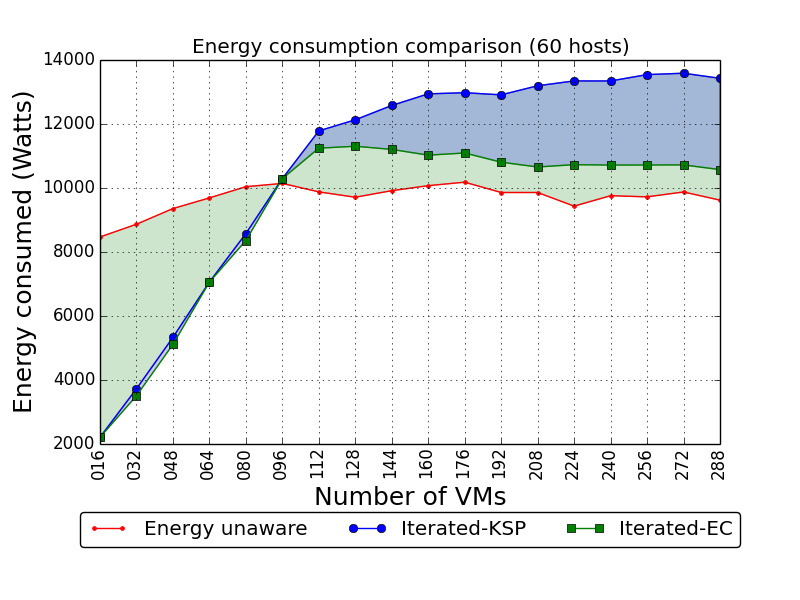 Energy consumption comparison (60 hosts)
14000
12000
10000
8000
6000
4000
2000
Energy consumed (Watts)
016 032 048 064 080 096 112 128 144 160 176 192 208 224 240 256 272 288
Number of VMs
Energy unaware Iterated-KSP Iterated-EC